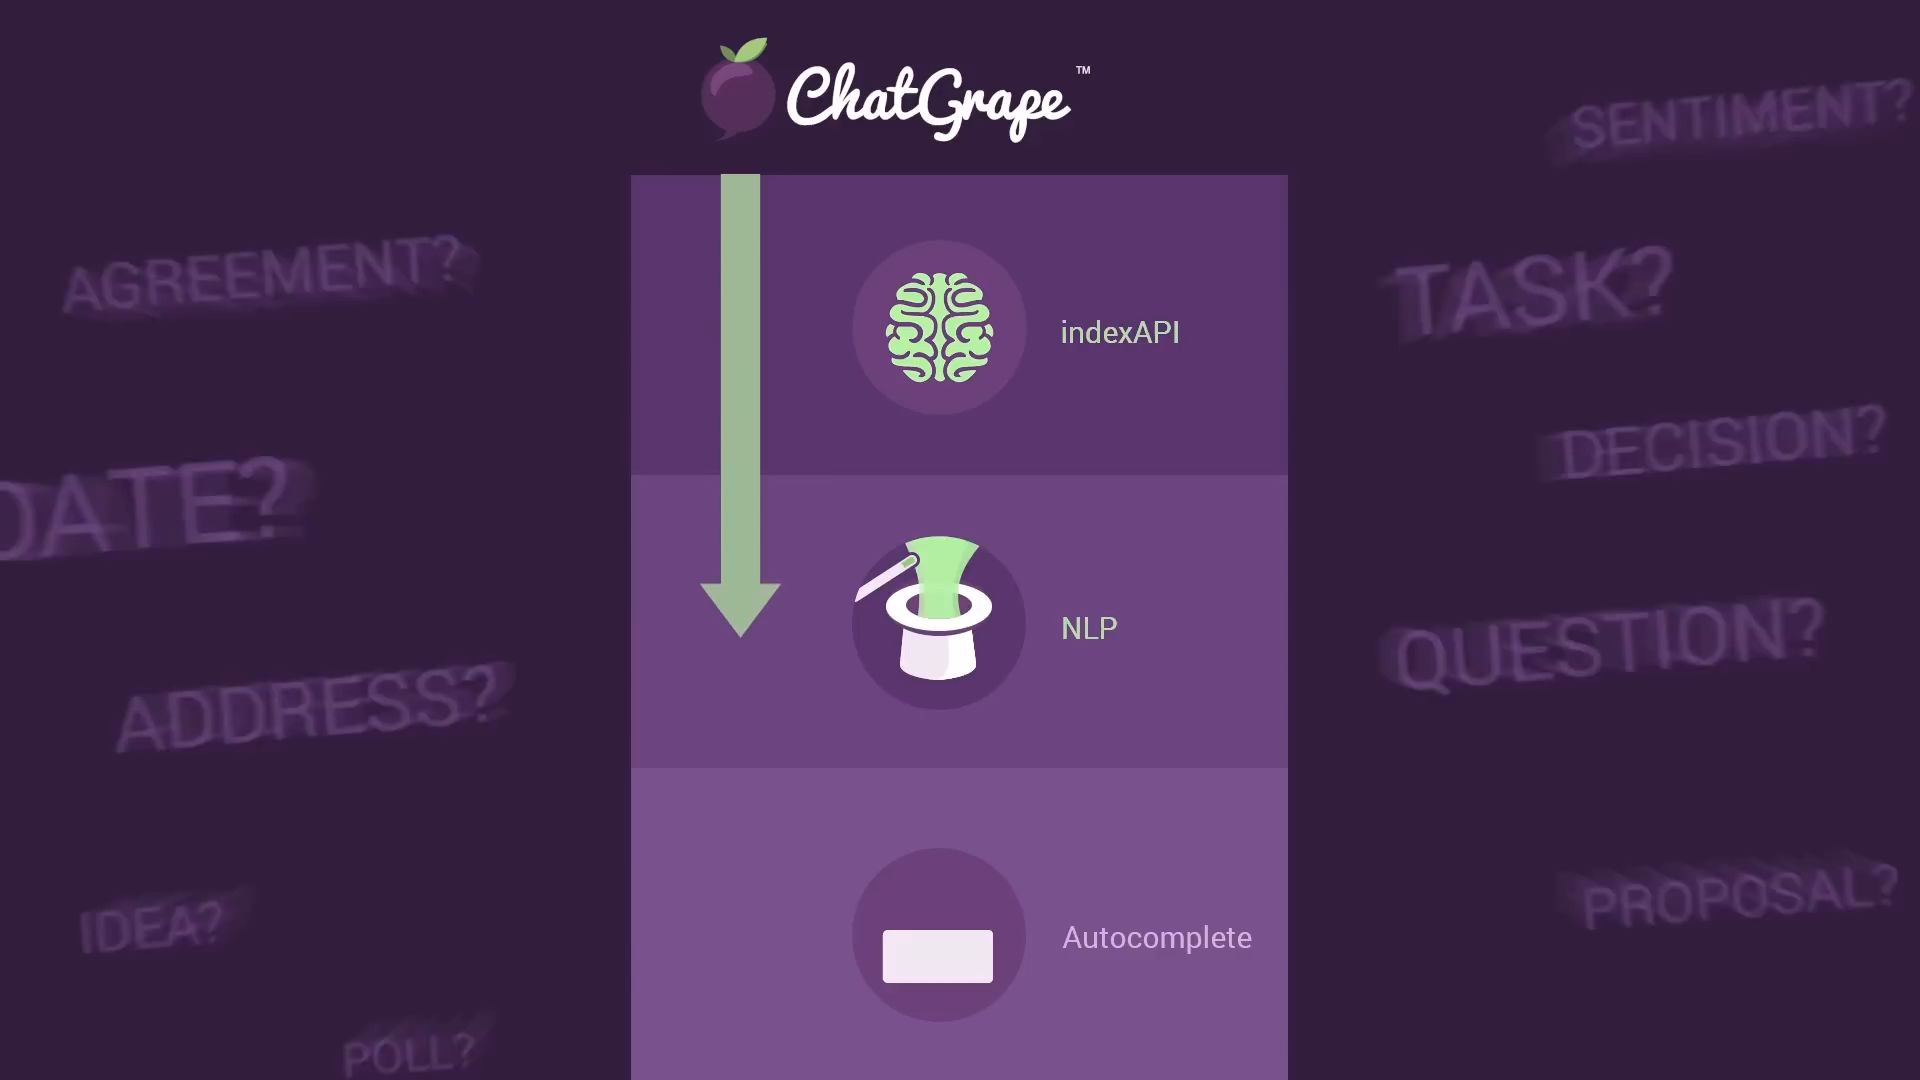 ChatGrape™
SENTIMENT?
AGREEMENT?
TASK?
indexAPI
DECISION?
DATE?
NLP
QUESTION?
ADDRESS?
PROPOSAL?
IDEA?
Autocomplete
POLL?